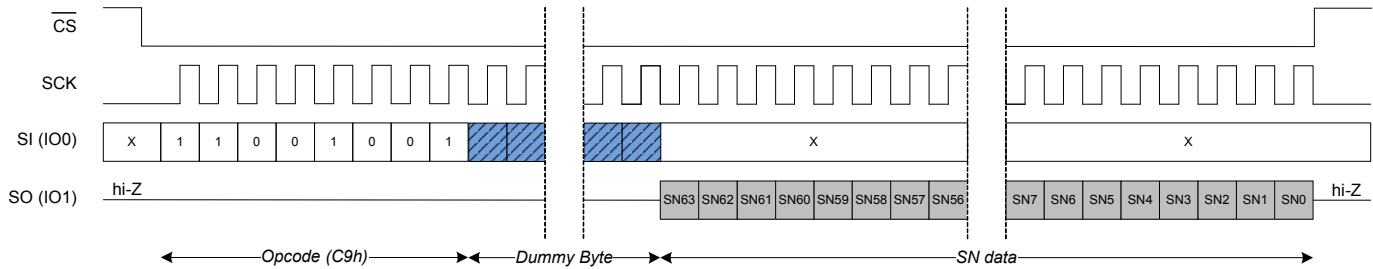 CS
SCK
SI (IO0) X 1 1 0 0 1 0 0 1 X X
SO (IO1) hi-Z SN63 SN62 SN61 SN60 SN59 SN58 SN57 SN56 SN7 SN6 SN5 SN4 SN3 SN2 SN1 SN0 hi-Z
Opcode (C9h) Dummy Byte SN data